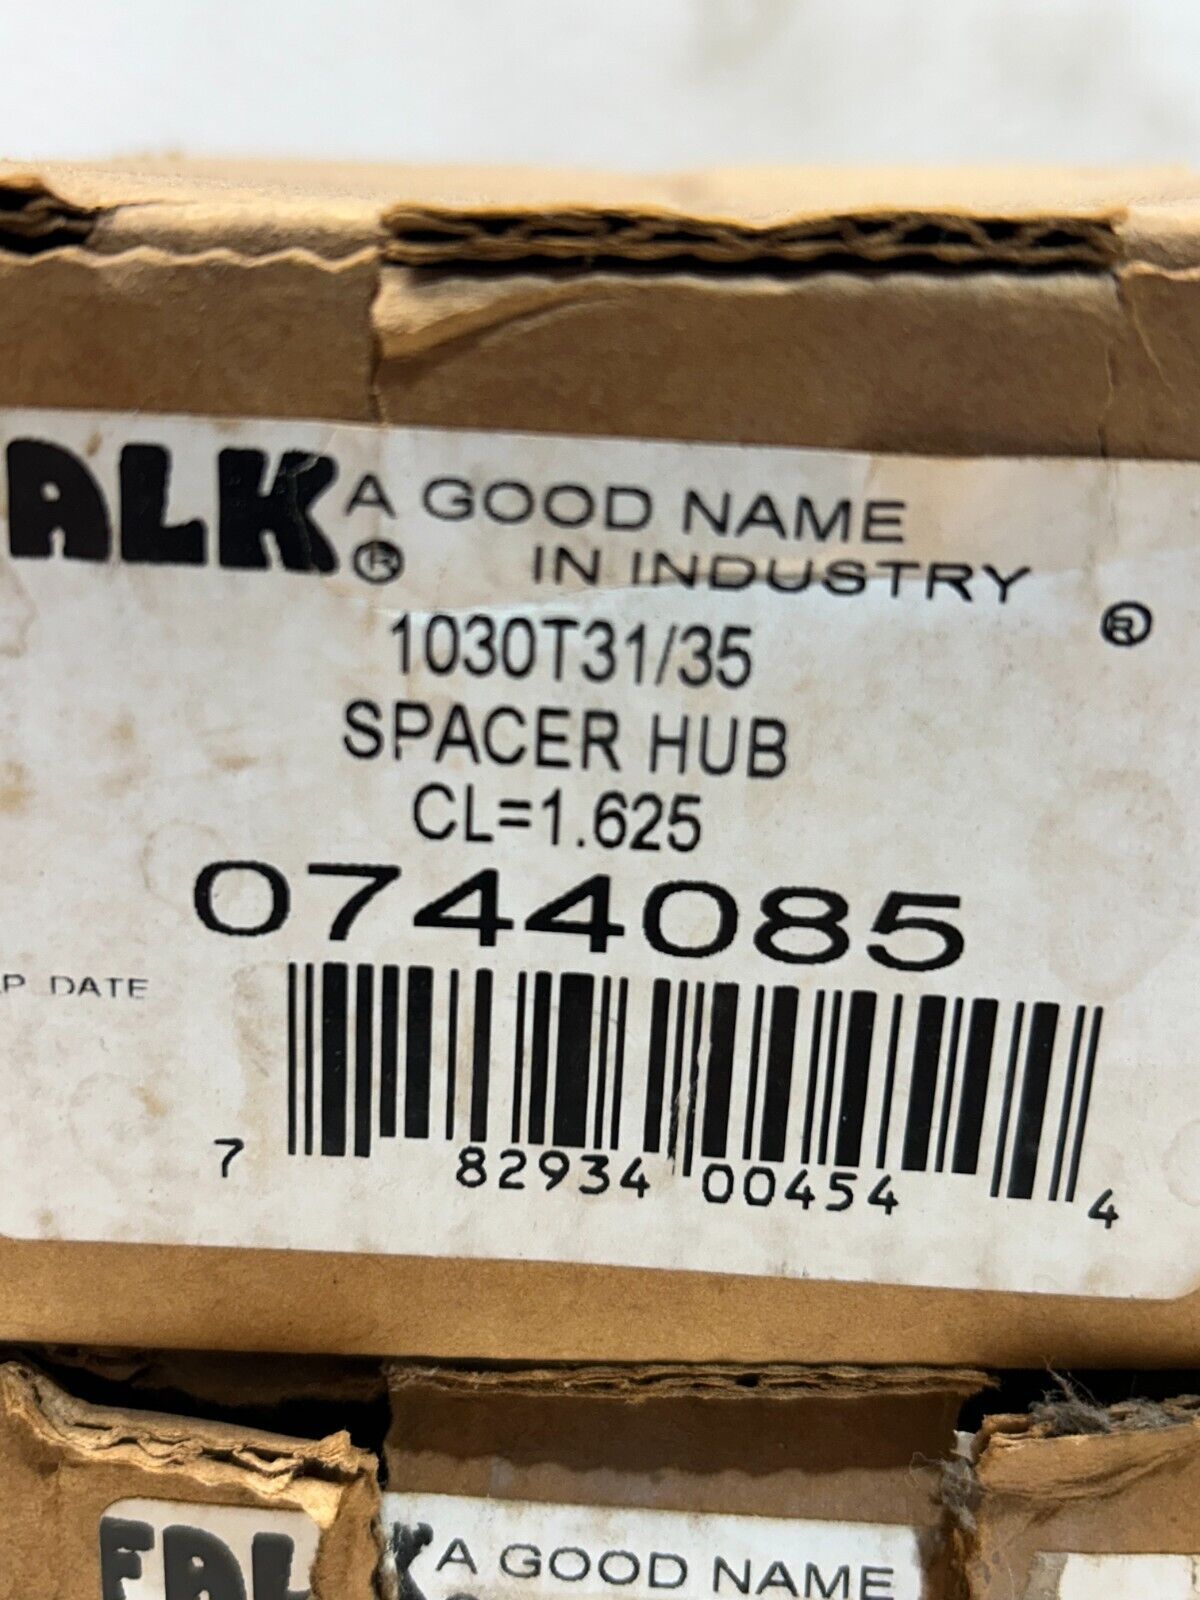 FALK A GOOD NAME
® IN INDUSTRY ®
1030T31/35
SPACER HUB
CL=1.625
0744085
P DATE
7 82934 00454 4
FALK A GOOD NAME